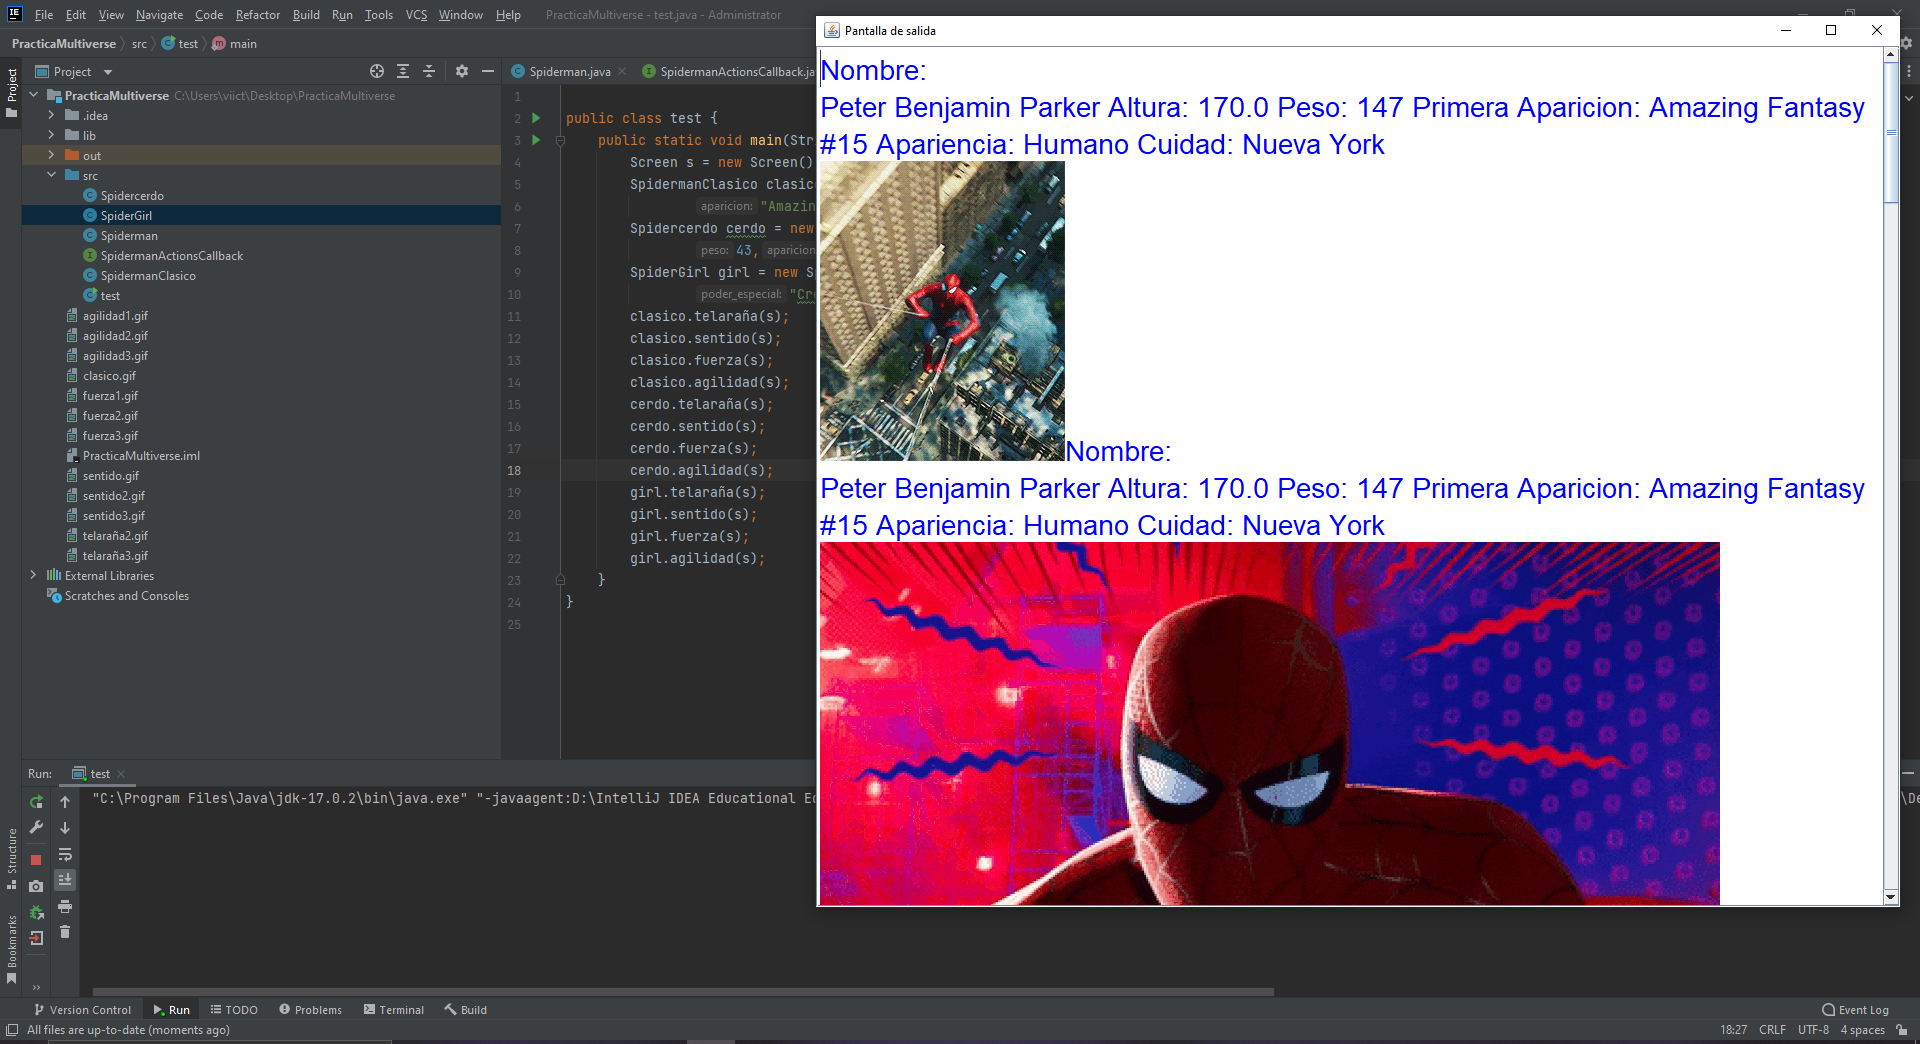 File Edit View Navigate Code Refactor Build Run Tools VCS Window Help PracticaMultiverse - test.java - Administrator
PracticaMultiverse src test main
Project
Project
Structure
Bookmarks
PracticaMultiverse C:\Users\viict\Desktop\PracticaMultiverse
.idea
lib
out
src
Spidercerdo
SpiderGirl
Spiderman
SpidermanActionsCallback
SpidermanClasico
test
agilidad1.gif
agilidad2.gif
agilidad3.gif
clasico.gif
fuerza1.gif
fuerza2.gif
fuerza3.gif
PracticaMultiverse.iml
sentido.gif
sentido2.gif
sentido3.gif
telaraña2.gif
telaraña3.gif
External Libraries
Scratches and Consoles
Spiderman.java SpidermanActionsCallback.ja
1
2 public class test {
3 public static void main(Str
4 Screen s = new Screen()
5 SpidermanClasico clasic
6 aparicion: "Amazin
7 Spidercerdo cerdo = new
8 peso: 43, aparicion
9 SpiderGirl girl = new S
10 poder_especial: "Cr
11 clasico.telaraña(s);
12 clasico.sentido(s);
13 clasico.fuerza(s);
14 clasico.agilidad(s);
15 cerdo.telaraña(s);
16 cerdo.sentido(s);
17 cerdo.fuerza(s);
18 cerdo.agilidad(s);
19 girl.telaraña(s);
20 girl.sentido(s);
21 girl.fuerza(s);
22 girl.agilidad(s);
23 }
24 }
25
Pantalla de salida
Nombre:
Peter Benjamin Parker Altura: 170.0 Peso: 147 Primera Aparicion: Amazing Fantasy
#15 Apariencia: Humano Cuidad: Nueva York
Nombre:
Peter Benjamin Parker Altura: 170.0 Peso: 147 Primera Aparicion: Amazing Fantasy
#15 Apariencia: Humano Cuidad: Nueva York
Run: test
"C:\Program Files\Java\jdk-17.0.2\bin\java.exe" "-javaagent:D:\IntelliJ IDEA Educational Ed \De
Version Control Run TODO Problems Terminal Build Event Log
All files are up-to-date (moments ago) 18:27 CRLF UTF-8 4 spaces